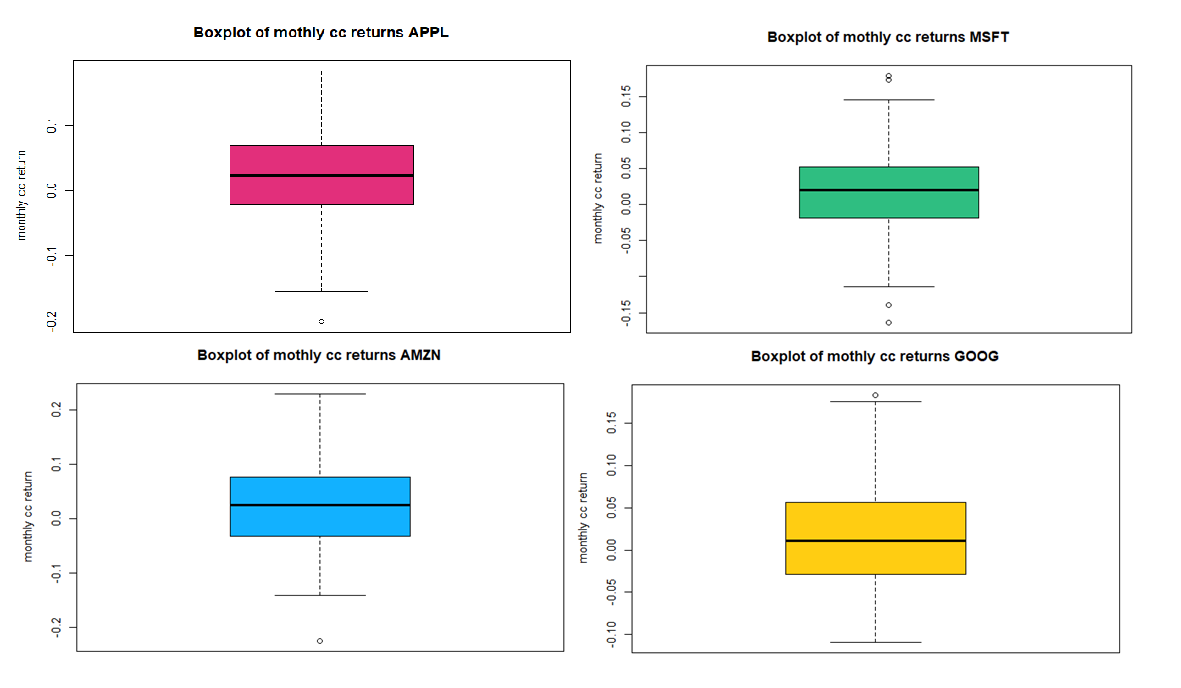 Boxplot of mothly cc returns APPL
monthly cc return
0.0
-0.1
-0.2
Boxplot of mothly cc returns MSFT
monthly cc return
0.15
0.10
0.05
0.00
-0.05
-0.15
Boxplot of mothly cc returns AMZN
monthly cc return
0.2
0.1
0.0
-0.1
-0.2
Boxplot of mothly cc returns GOOG
monthly cc return
0.15
0.10
0.05
0.00
-0.05
-0.10